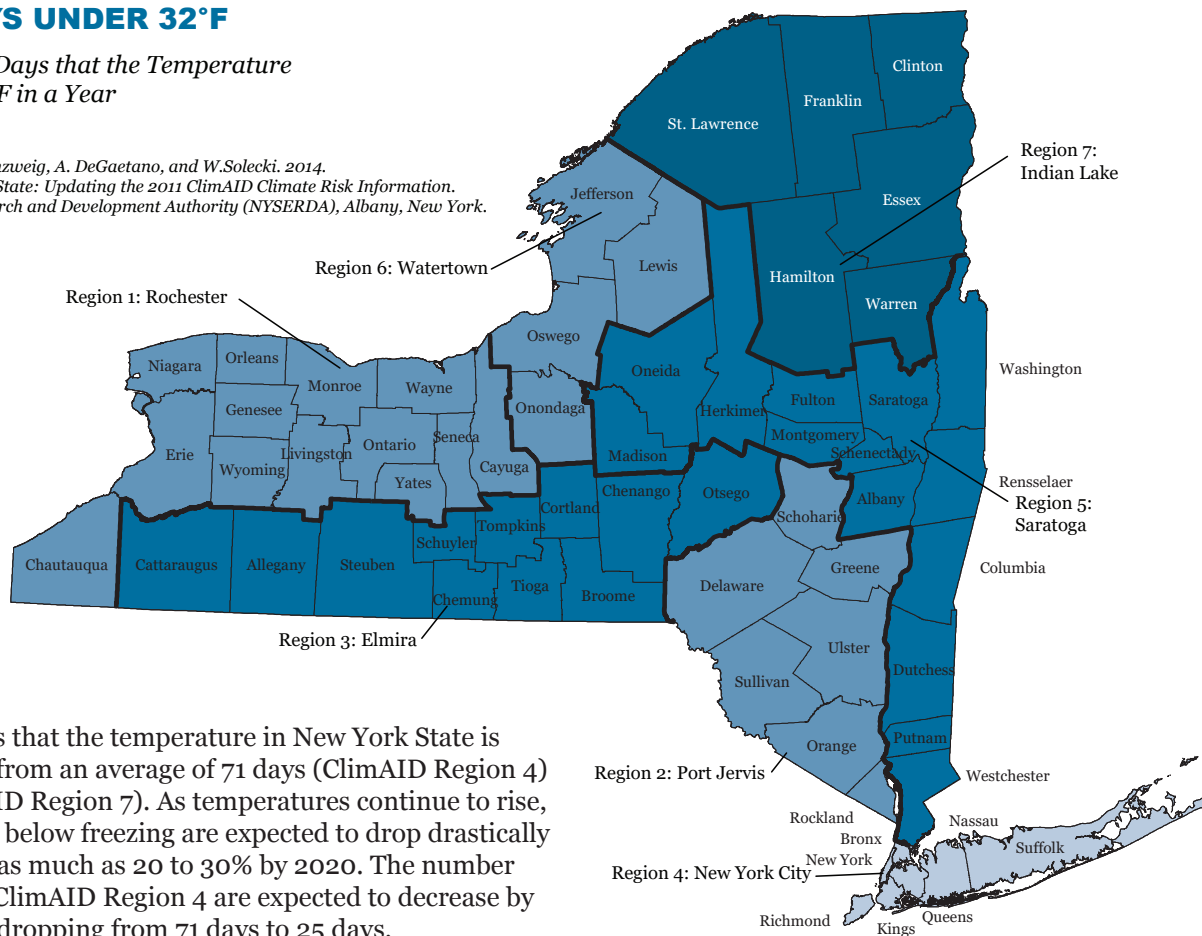 UNDER 32°F
Days that the Temperature
F in a Year
A. DeGaetano, and W.Solecki. 2014.
State: Updating the 2011 ClimAID Climate Risk Information.
and Development Authority (NYSERDA), Albany, New York.
Clinton
Franklin
St. Lawrence
Region 7:
Indian Lake
Essex
Jefferson
Lewis
Hamilton
Region 6: Watertown
Region 1: Rochester
Warren
Oswego
Niagara
Orleans
Monroe
Wayne
Oneida
Washington
Genesee
Onondaga
Herkimer
Fulton
Saratoga
Erie
Wyoming
Livingston
Ontario
Seneca
Cayuga
Madison
Montgomery
Schenectady
Yates
Chenango
Otsego
Albany
Rensselaer
Region 5:
Saratoga
Cortland
Schoharie
Tompkins
Schuyler
Chautauqua
Cattaraugus
Allegany
Steuben
Chemung
Tioga
Broome
Delaware
Greene
Columbia
Region 3: Elmira
Ulster
Sullivan
Dutchess
Orange
Putnam
Region 2: Port Jervis
Westchester
Rockland
Bronx
Nassau
Suffolk
New York
Region 4: New York City
Richmond
Kings
Queens
s that the temperature in New York State is
from an average of 71 days (ClimAID Region 4)
ID Region 7). As temperatures continue to rise,
below freezing are expected to drop drastically
as much as 20 to 30% by 2020. The number
ClimAID Region 4 are expected to decrease by
dropping from 71 days to 25 days.